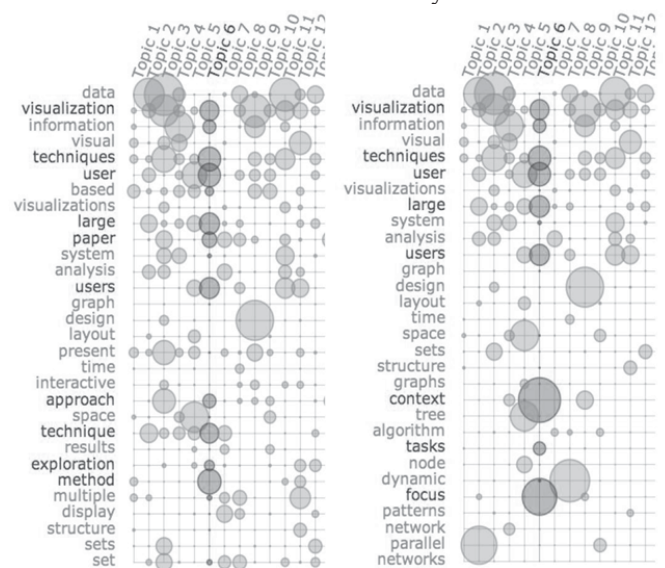 Topic 1
Topic 2
Topic 3
Topic 4
Topic 5
Topic 6
Topic 7
Topic 8
Topic 9
Topic 10
Topic 11
data
visualization
information
visual
techniques
user
based
visualizations
large
paper
system
analysis
users
graph
design
layout
present
time
interactive
approach
space
technique
results
exploration
method
multiple
display
structure
sets
set
Topic 1
Topic 2
Topic 3
Topic 4
Topic 5
Topic 6
Topic 7
Topic 8
Topic 9
Topic 10
Topic 11
data
visualization
information
visual
techniques
user
visualizations
large
system
analysis
users
graph
design
layout
time
space
sets
structure
graphs
context
tree
algorithm
tasks
node
dynamic
focus
patterns
network
parallel
networks